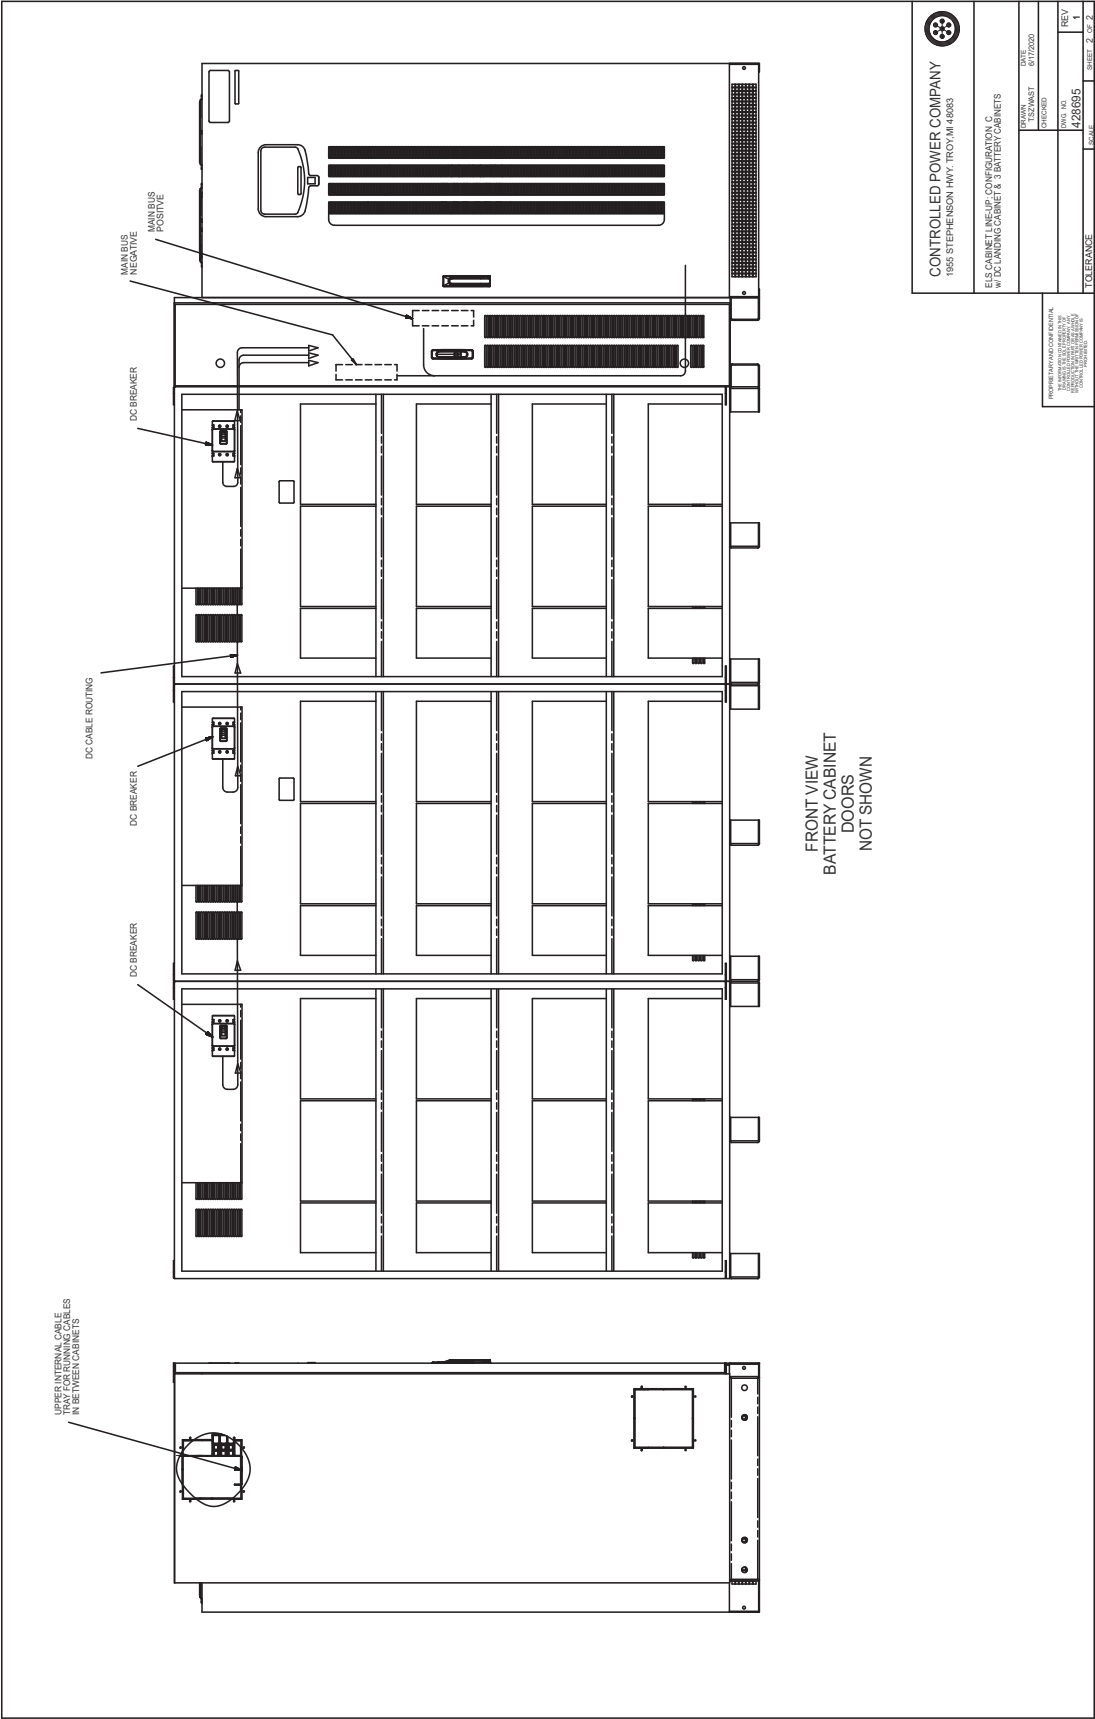 UPPER INTERNAL CABLE
TRAY FOR RUNNING CABLES
IN BETWEEN CABINETS
DC BREAKER
DC BREAKER
DC CABLE ROUTING
DC BREAKER
MAIN BUS
NEGATIVE
MAIN BUS
POSITIVE
FRONT VIEW
BATTERY CABINET
DOORS
NOT SHOWN
PROPRIETARY AND CONFIDENTIAL
CONTROLLED POWER COMPANY
1955 STEPHENSON HWY. TROY,MI 48083
ELS CABINET LINE-UP: CONFIGURATION C
W/ DC LANDING CABINET & 3 BATTERY CABINETS
DRAWN
T.SZWAST
DATE
6/17/2020
CHECKED
DWG. NO.
428695
REV
1
TOLERANCE
SCALE
SHEET 2 OF 2